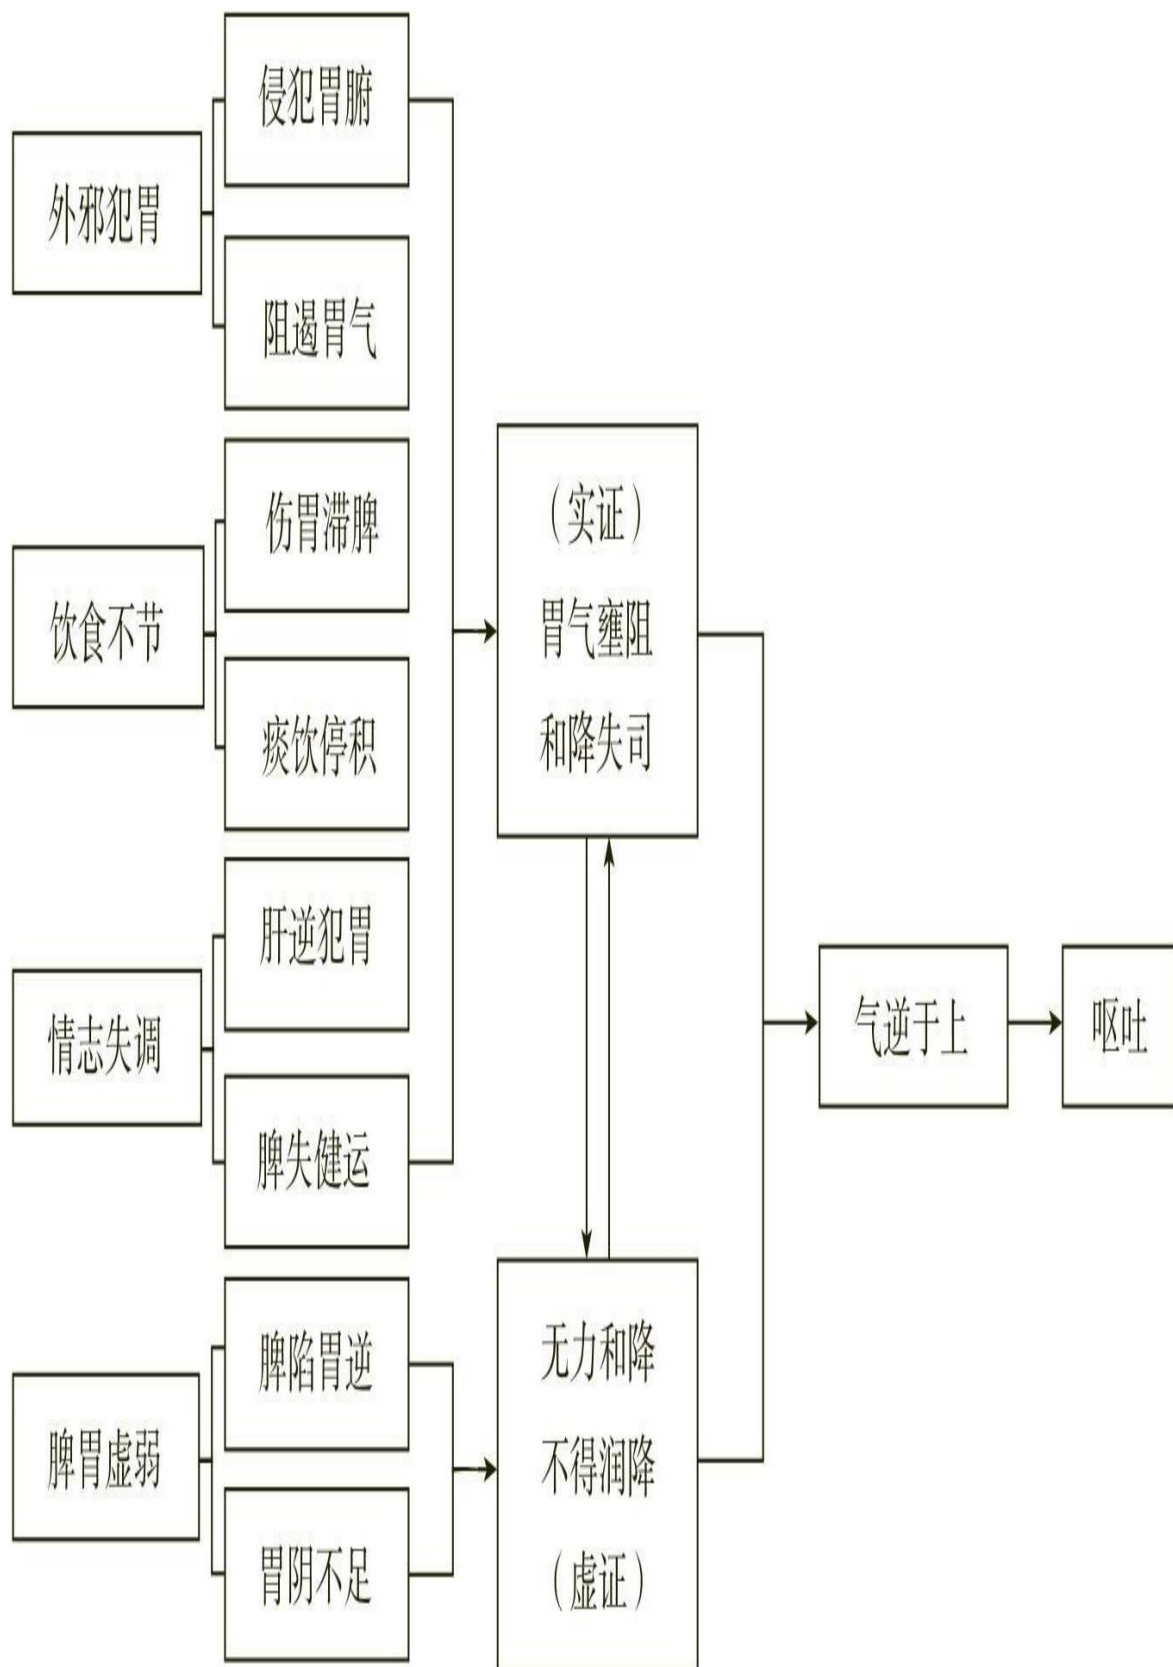 外邪犯胃
侵犯胃腑
阻遏胃气
饮食不节
伤胃滞脾
痰饮停积
情志失调
肝逆犯胃
脾失健运
脾胃虚弱
脾陷胃逆
胃阴不足
（实证）
胃气壅阻
和降失司
无力和降
不得润降
（虚证）
气逆于上
呕吐